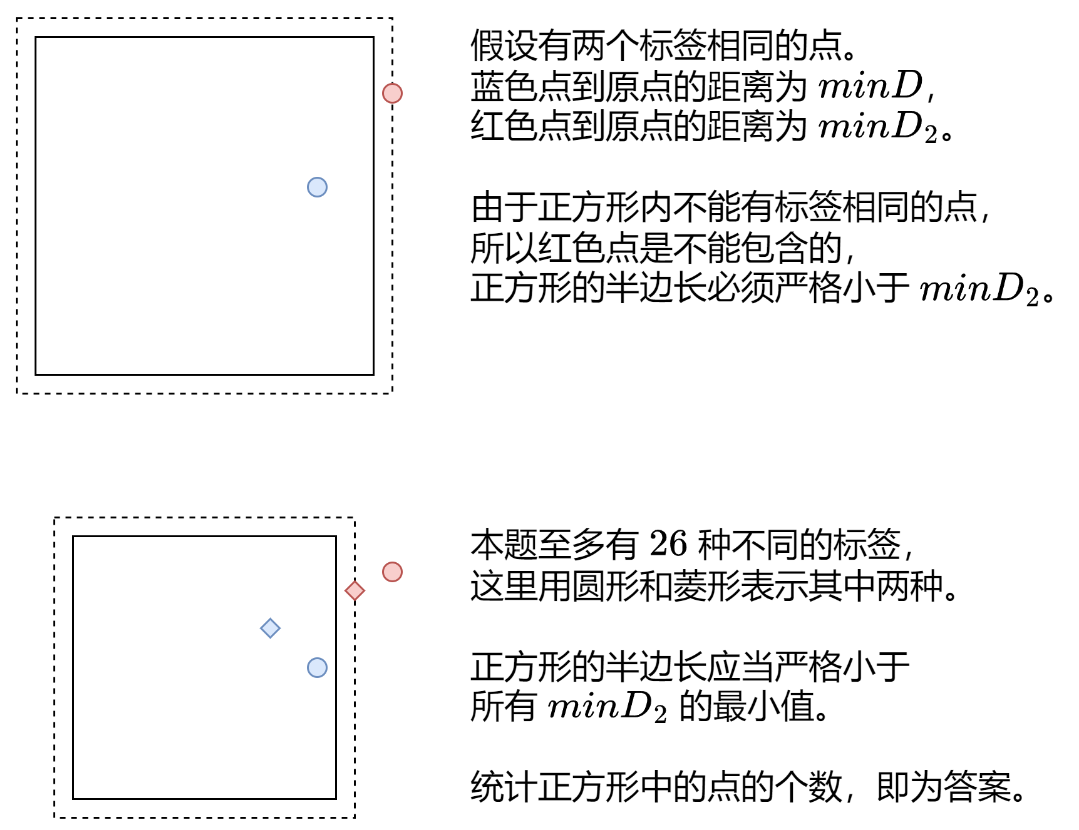 假设有两个标签相同的点。
蓝色点到原点的距离为 minD，
红色点到原点的距离为 minD₂。
由于正方形内不能有标签相同的点，
所以红色点是不能包含的，
正方形的半边长必须严格小于 minD₂。
本题至多有 26 种不同的标签，
这里用圆形和菱形表示其中两种。
正方形的半边长应当严格小于
所有 minD₂ 的最小值。
统计正方形中的点的个数，即为答案。